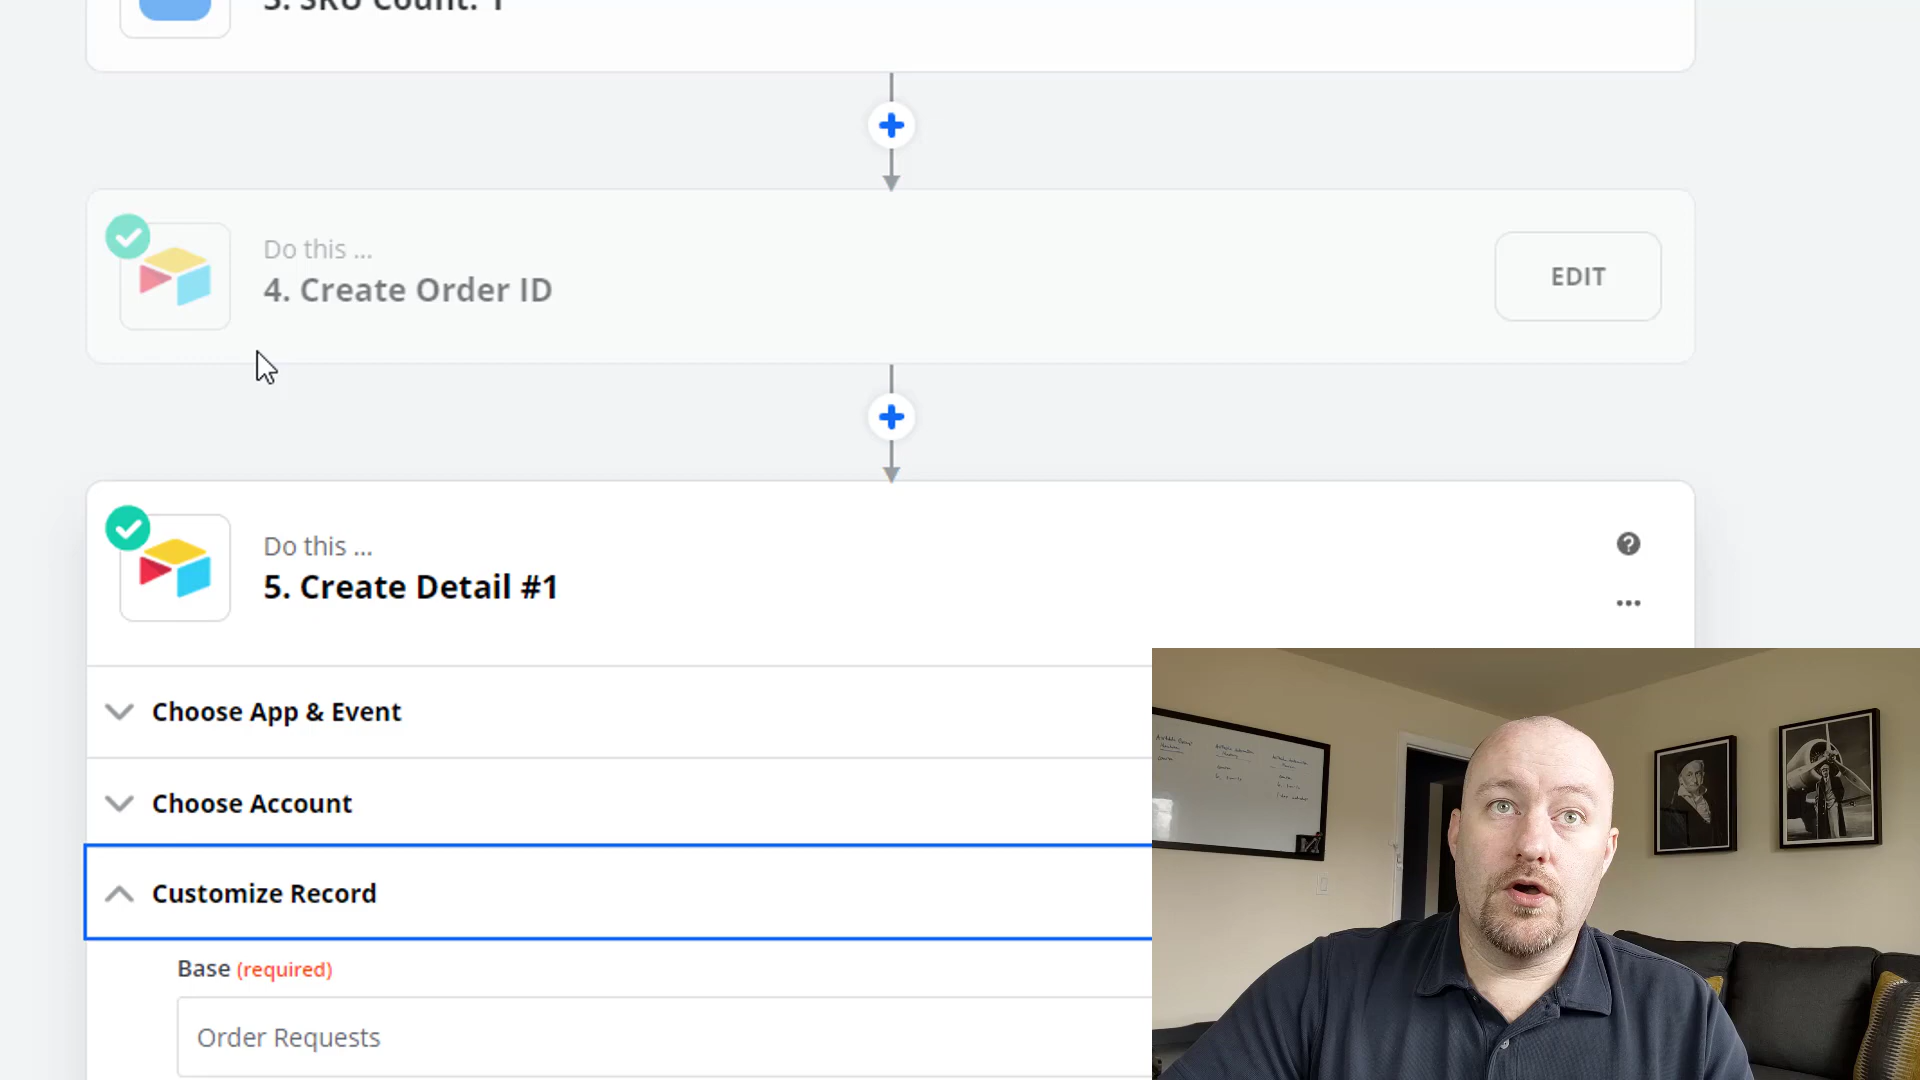 3. SKU Count: 1
Do this ...
4. Create Order ID
EDIT
Do this ...
5. Create Detail #1
Choose App & Event
Choose Account
Customize Record
Base (required)
Order Requests